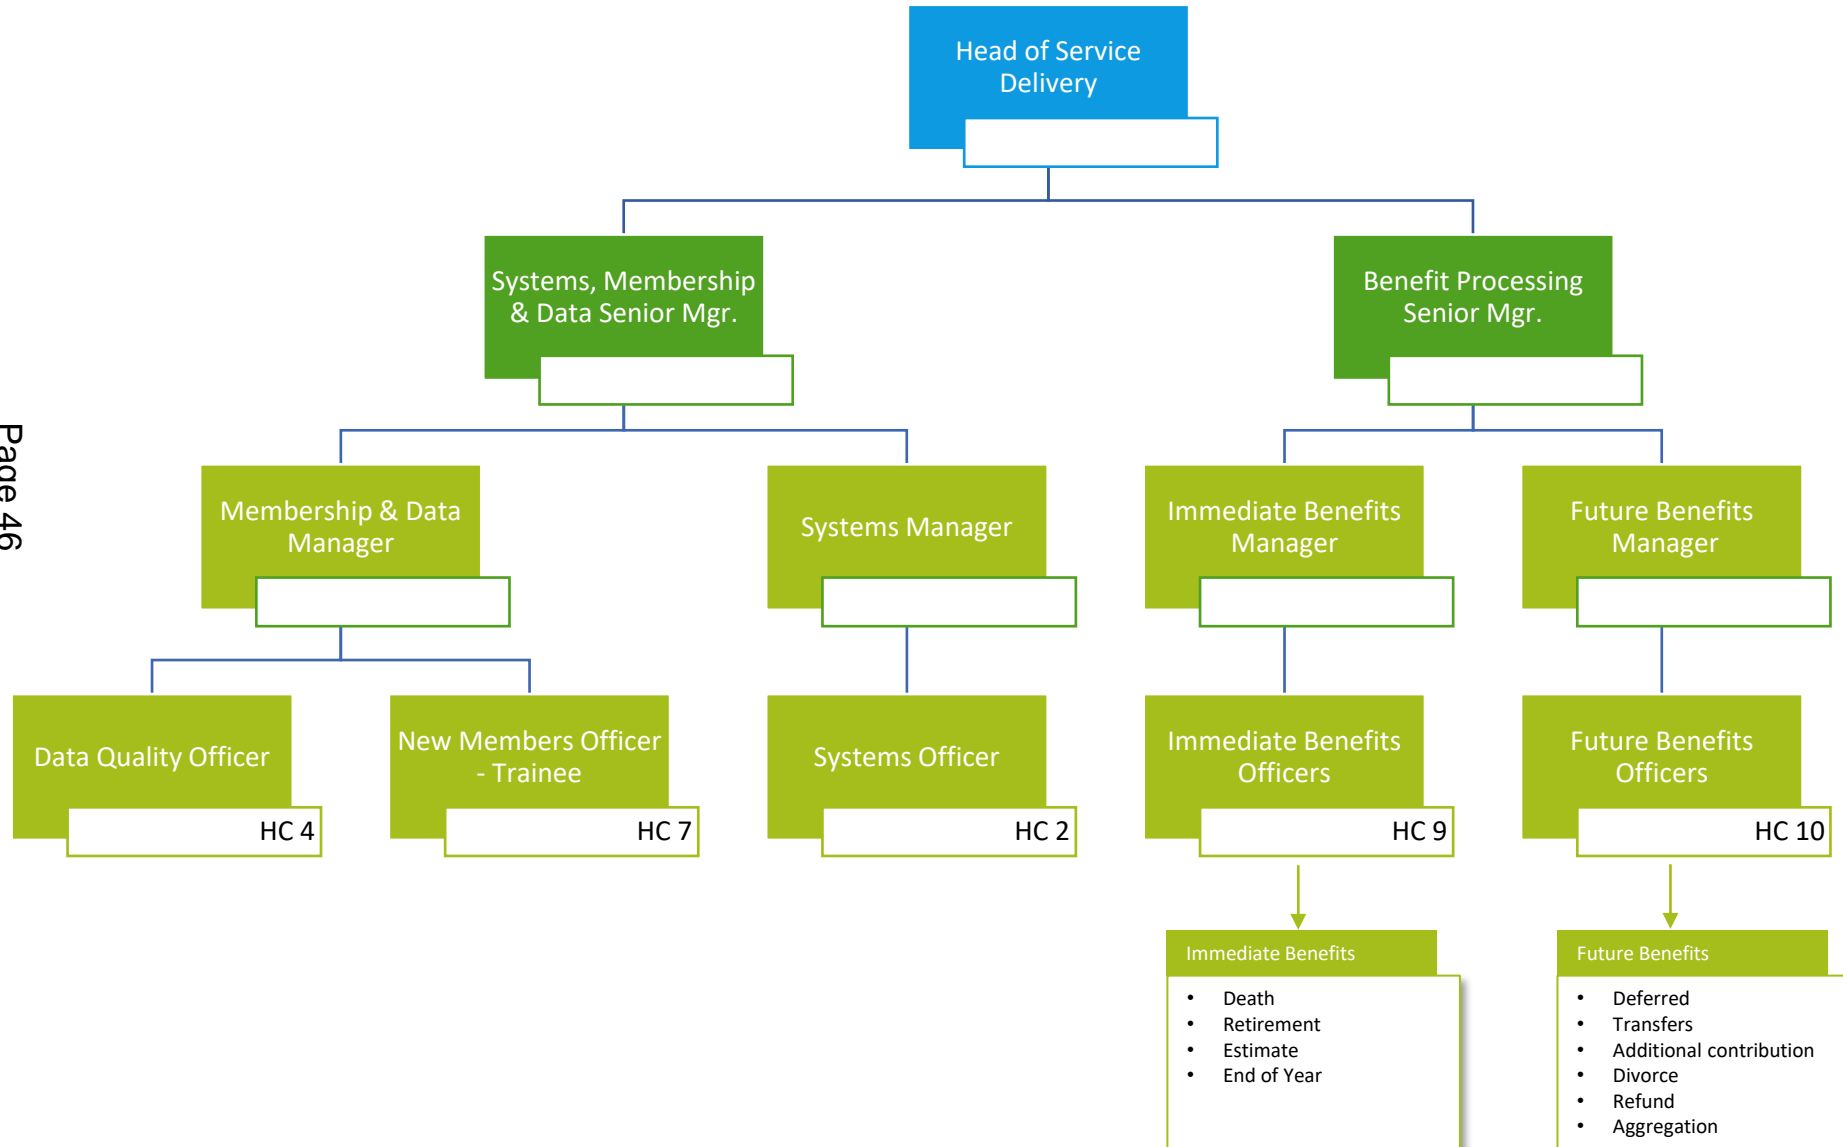 Head of Service
Delivery
Systems, Membership
& Data Senior Mgr.
Benefit Processing
Senior Mgr.
Page 46
Membership & Data
Manager
Systems Manager
Immediate Benefits
Manager
Future Benefits
Manager
Data Quality Officer
HC 4
New Members Officer
- Trainee
HC 7
Systems Officer
HC 2
Immediate Benefits
Officers
HC 9
Future Benefits
Officers
HC 10
Immediate Benefits
• Death
• Retirement
• Estimate
• End of Year
Future Benefits
• Deferred
• Transfers
• Additional contribution
• Divorce
• Refund
• Aggregation